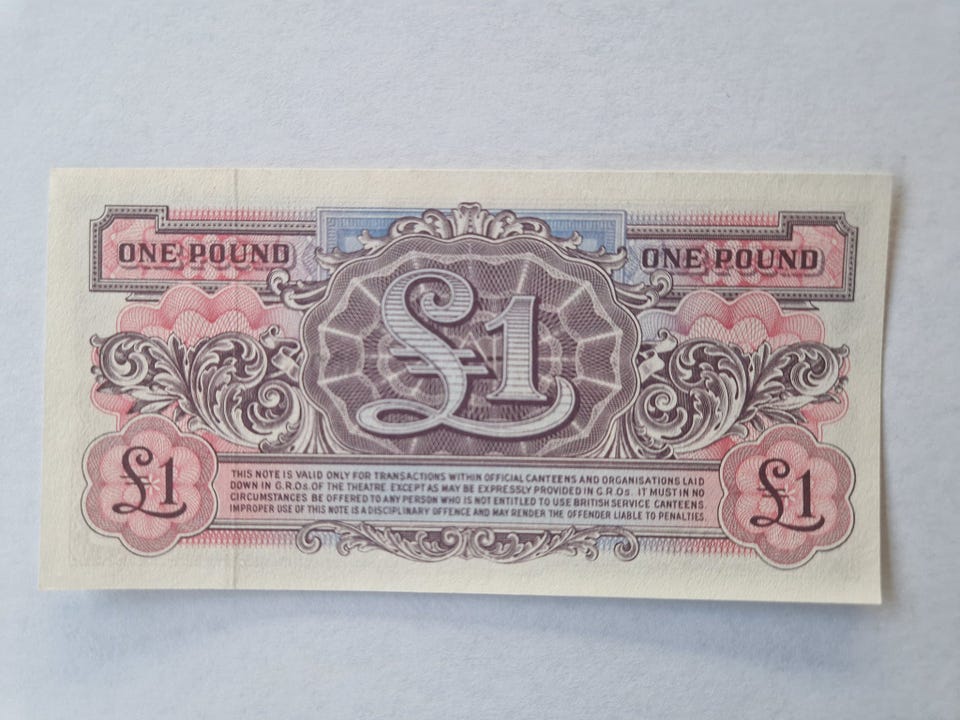 ONE POUND
ONE POUND
£1
THIS NOTE IS VALID ONLY FOR TRANSACTIONS WITHIN OFFICIAL CANTEENS AND ORGANISATIONS LAID
DOWN IN G.R.Os. OF THE THEATRE. EXCEPT AS MAY BE EXPRESSLY PROVIDED IN G.R.Os. IT MUST IN NO
CIRCUMSTANCES BE OFFERED TO ANY PERSON WHO IS NOT ENTITLED TO USE BRITISH SERVICE CANTEENS.
IMPROPER USE OF THIS NOTE IS A DISCIPLINARY OFFENCE AND MAY RENDER THE OFFENDER LIABLE TO PENALTIES.
£1
£1